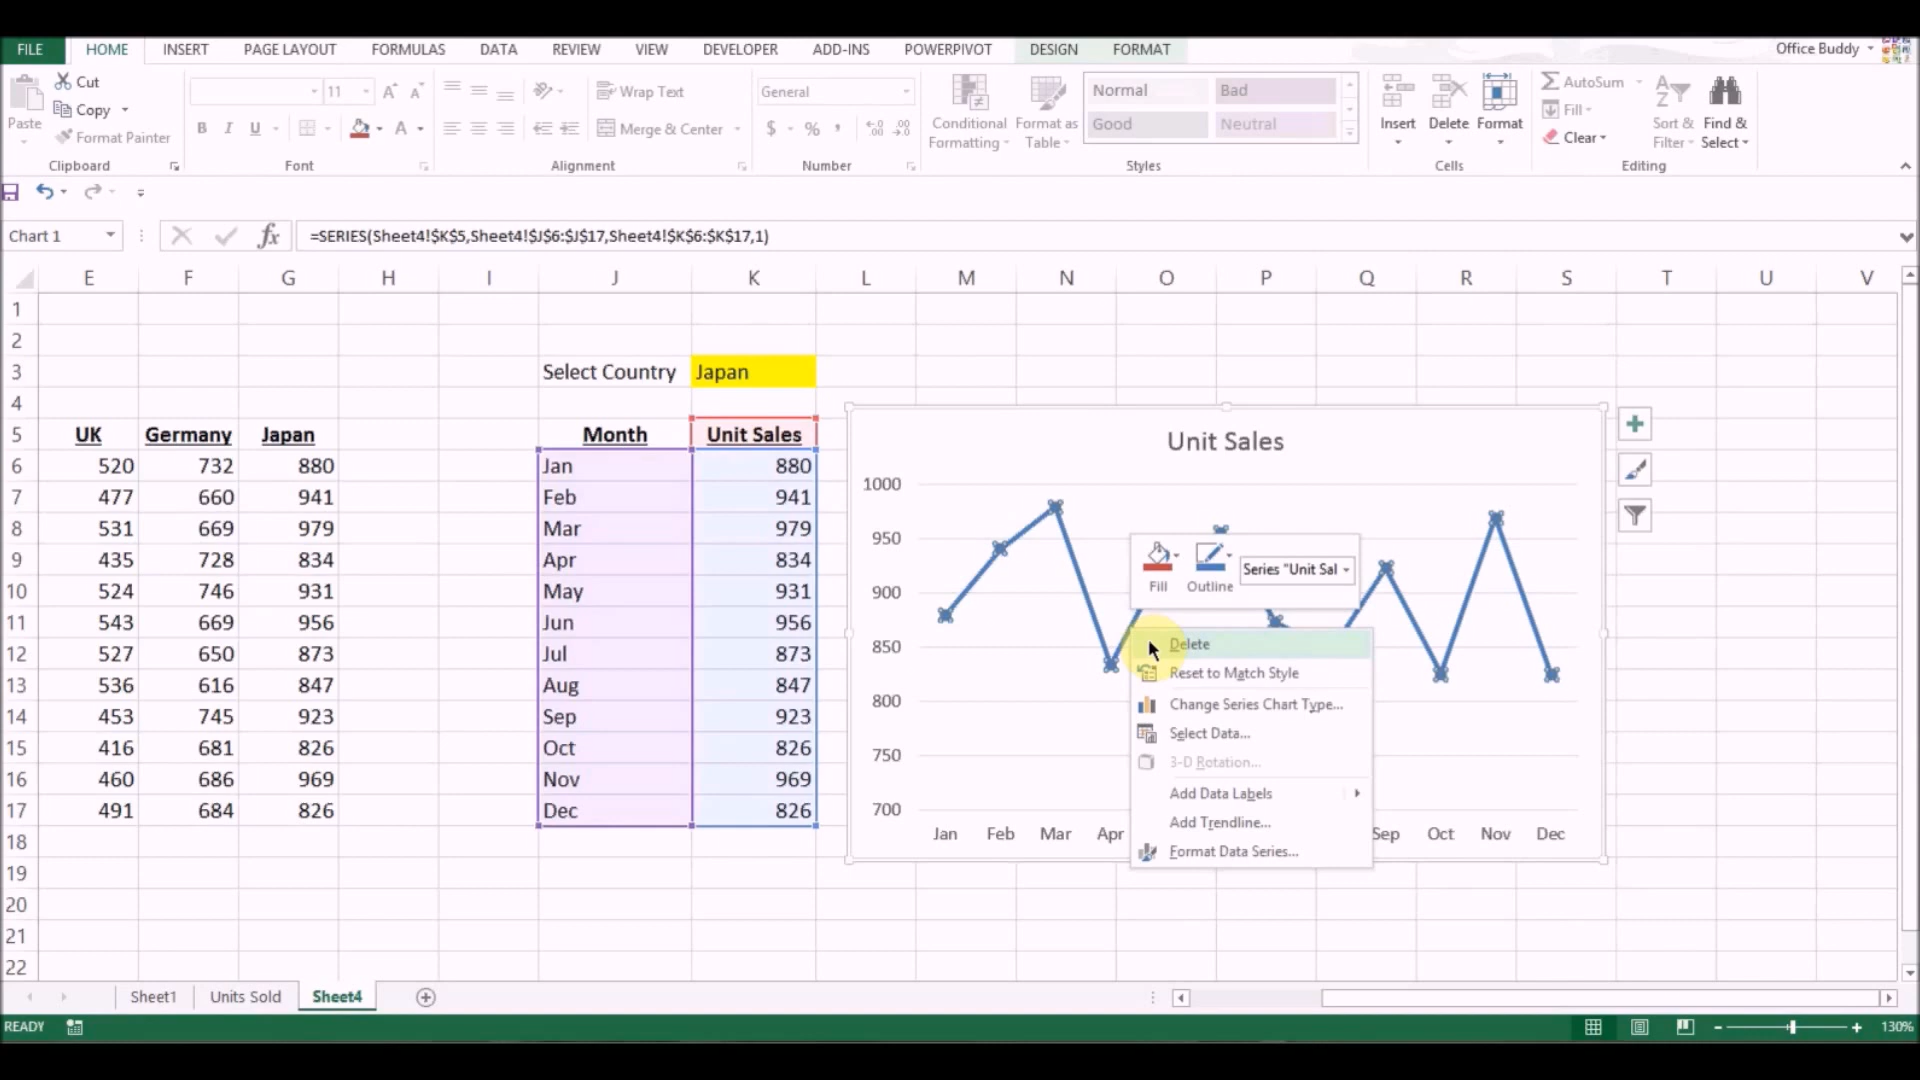 FILE HOME INSERT PAGE LAYOUT FORMULAS DATA REVIEW VIEW DEVELOPER ADD-INS POWERPIVOT DESIGN FORMAT Office Buddy
Paste Cut Copy Format Painter
Clipboard
11
B I U A
Font
Wrap Text
Merge & Center
Alignment
General
$ % ,
Number
Conditional Formatting
Format as Table
Normal Bad
Good Neutral
Styles
Insert Delete Format
Cells
AutoSum
Fill
Clear
Sort & Filter
Find & Select
Editing
Chart 1 fx =SERIES(Sheet4!$K$5,Sheet4!$J$6:$J$17,Sheet4!$K$6:$K$17,1)
E F G H I J K L M N O P Q R S T U V
1
2
3 Select Country Japan
4
5 UK Germany Japan Month Unit Sales
6 520 732 880 Jan 880
7 477 660 941 Feb 941
8 531 669 979 Mar 979
9 435 728 834 Apr 834
10 524 746 931 May 931
11 543 669 956 Jun 956
12 527 650 873 Jul 873
13 536 616 847 Aug 847
14 453 745 923 Sep 923
15 416 681 826 Oct 826
16 460 686 969 Nov 969
17 491 684 826 Dec 826
18
19
20
21
22
Unit Sales
1000
950
900
850
800
750
700
Jan Feb Mar Apr Sep Oct Nov Dec
Fill Outline Series "Unit Sal
Delete
Reset to Match Style
Change Series Chart Type...
Select Data...
3-D Rotation...
Add Data Labels
Add Trendline...
Format Data Series...
Sheet1 Units Sold Sheet4
READY 130%